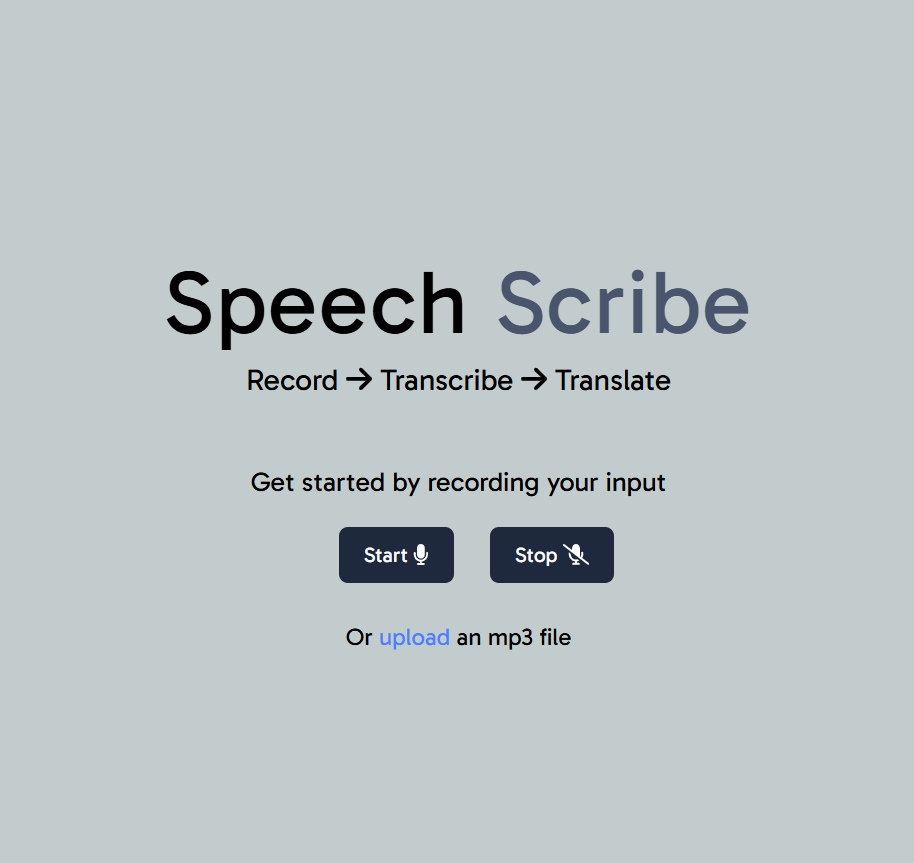 Speech Scribe
Record → Transcribe → Translate
Get started by recording your input
Start Stop
Or upload an mp3 file